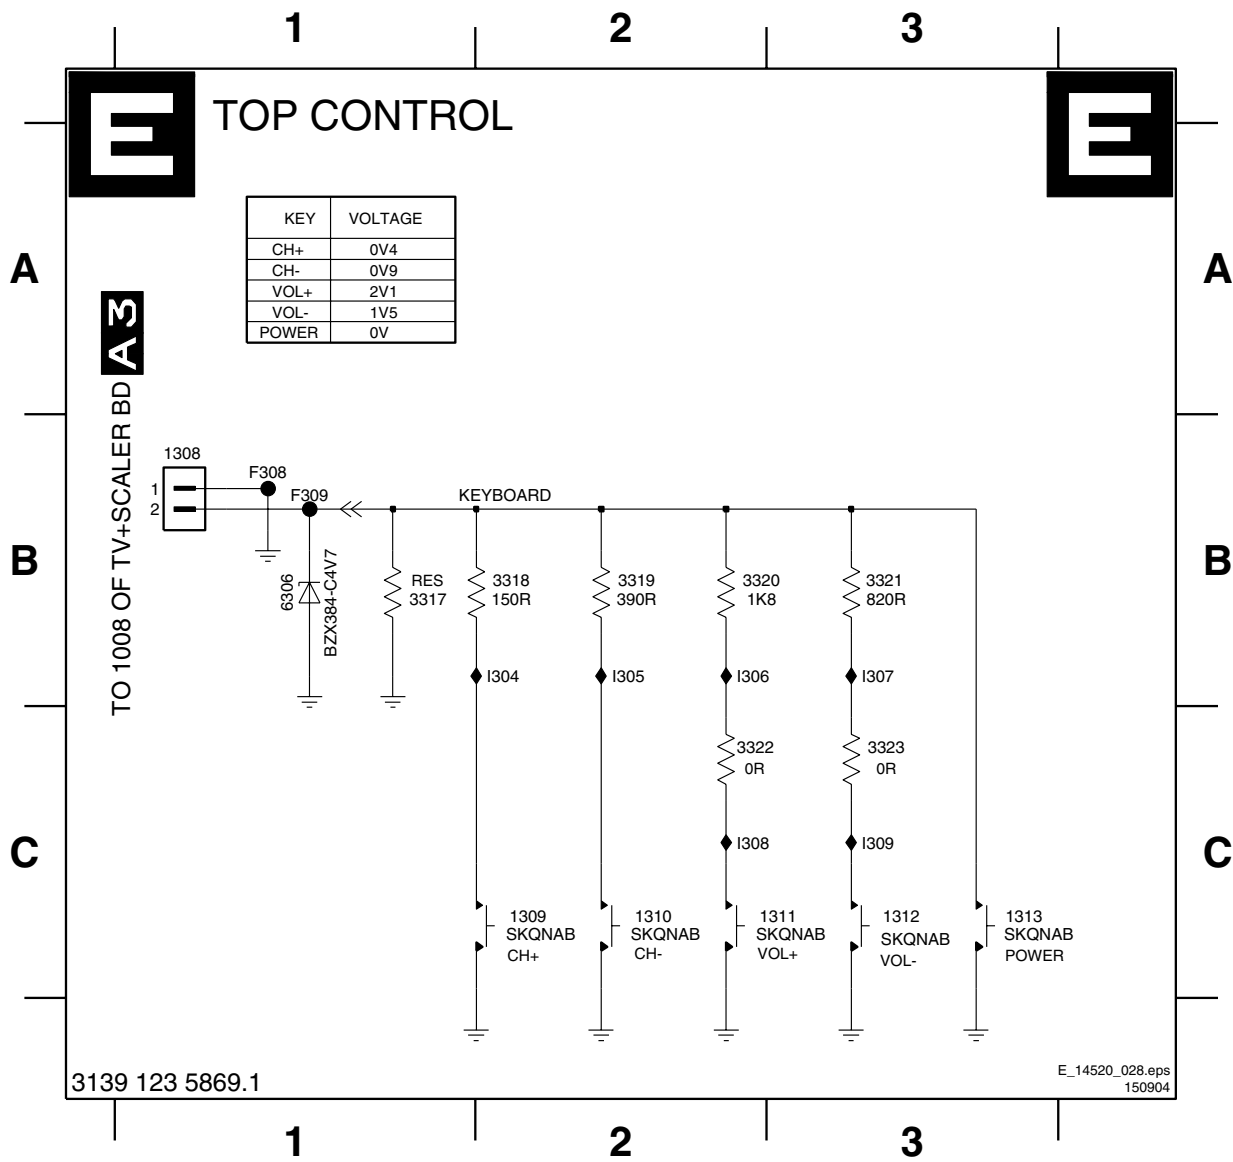 1 2 3
E TOP CONTROL E
KEY VOLTAGE
CH+ 0V4
CH- 0V9
VOL+ 2V1
VOL- 1V5
POWER 0V
A A
TO 1008 OF TV+SCALER BD A3
1308
F308
1
F309
2
KEYBOARD
B B
6306
BZX384-C4V7
RES
3317
3318
150R
3319
390R
3320
1K8
3321
820R
I304
I305
I306
I307
3322
0R
3323
0R
I308
I309
C C
1309
SKQNAB
CH+
1310
SKQNAB
CH-
1311
SKQNAB
VOL+
1312
SKQNAB
VOL-
1313
SKQNAB
POWER
3139 123 5869.1
E_14520_028.eps
150904
1 2 3